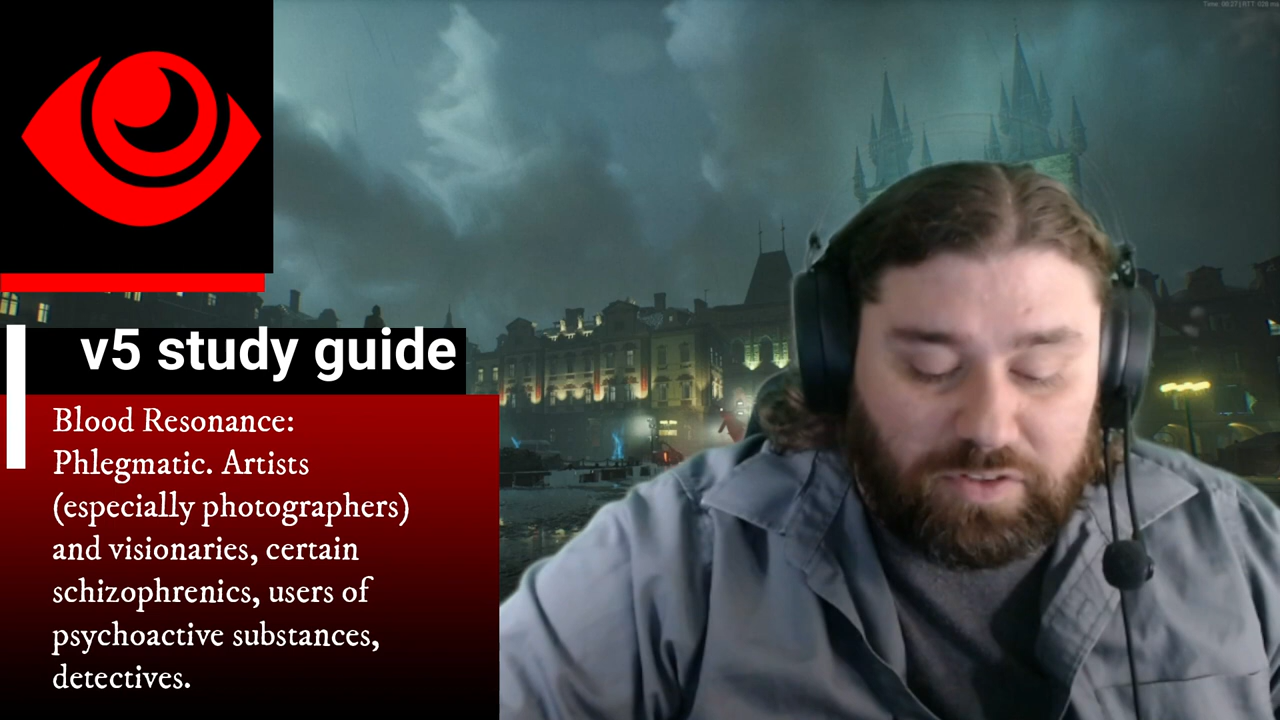 v5 study guide
Blood Resonance:
Phlegmatic. Artists
(especially photographers)
and visionaries, certain
schizophrenics, users of
psychoactive substances,
detectives.